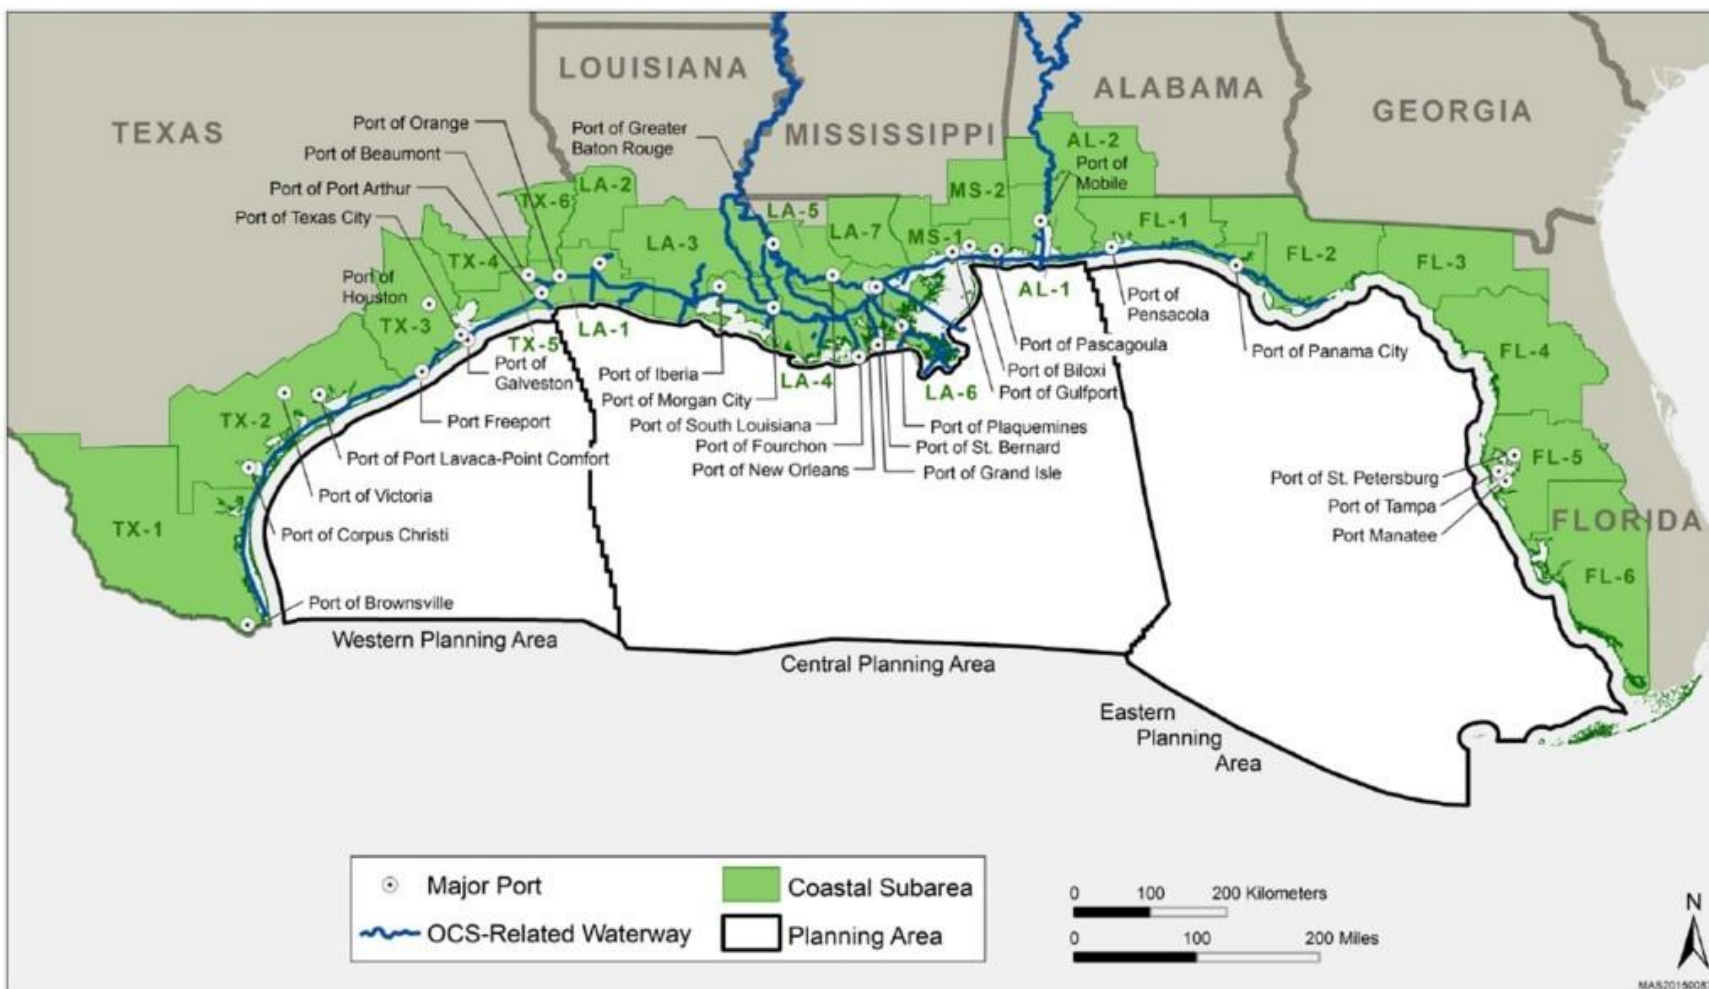 TEXAS
LOUISIANA
MISSISSIPPI
ALABAMA
GEORGIA
FLORIDA
Port of Orange
Port of Beaumont
Port of Port Arthur
Port of Texas City
Port of
Houston
Port of Greater
Baton Rouge
Port of
Mobile
TX-1
TX-2
TX-3
TX-4
TX-5
TX-6
LA-1
LA-2
LA-3
LA-4
LA-5
LA-6
LA-7
MS-1
MS-2
AL-1
AL-2
FL-1
FL-2
FL-3
FL-4
FL-5
FL-6
Port of
Galveston
Port Freeport
Port of Port Lavaca-Point Comfort
Port of Victoria
Port of Corpus Christi
Port of Brownsville
Port of Iberia
Port of Morgan City
Port of South Louisiana
Port of Fourchon
Port of New Orleans
Port of Plaquemines
Port of St. Bernard
Port of Grand Isle
Port of Pascagoula
Port of Biloxi
Port of Gulfport
Port of
Pensacola
Port of Panama City
Port of St. Petersburg
Port of Tampa
Port Manatee
Western Planning Area
Central Planning Area
Eastern
Planning
Area
Major Port
OCS-Related Waterway
Coastal Subarea
Planning Area
0 100 200 Kilometers
0 100 200 Miles
N